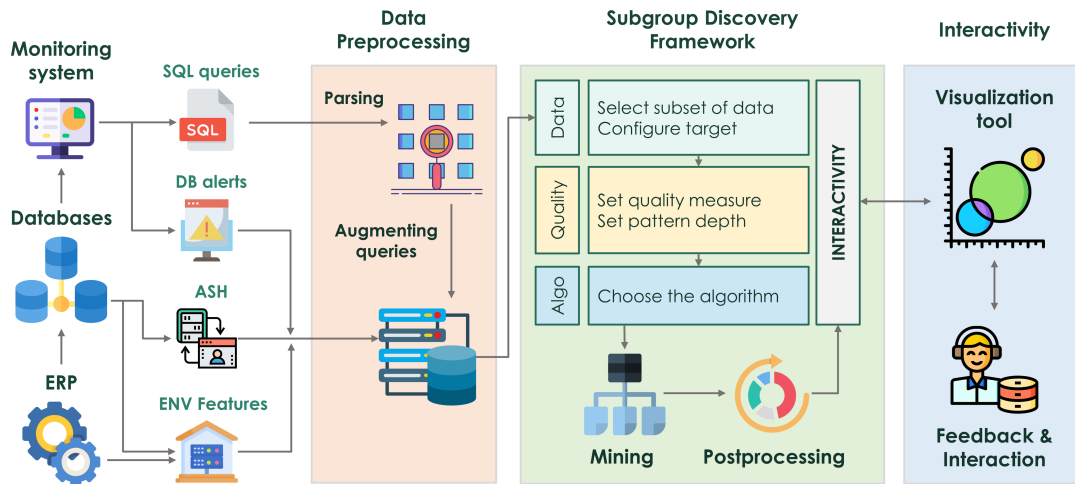 Monitoring
system
SQL queries
SQL
DB alerts
Databases
ASH
ERP
ENV Features
Data
Preprocessing
Parsing
Augmenting
queries
Subgroup Discovery
Framework
Data
Select subset of data
Configure target
Quality
Set quality measure
Set pattern depth
Algo
Choose the algorithm
INTERACTIVITY
Mining
Postprocessing
Interactivity
Visualization
tool
Feedback &
Interaction